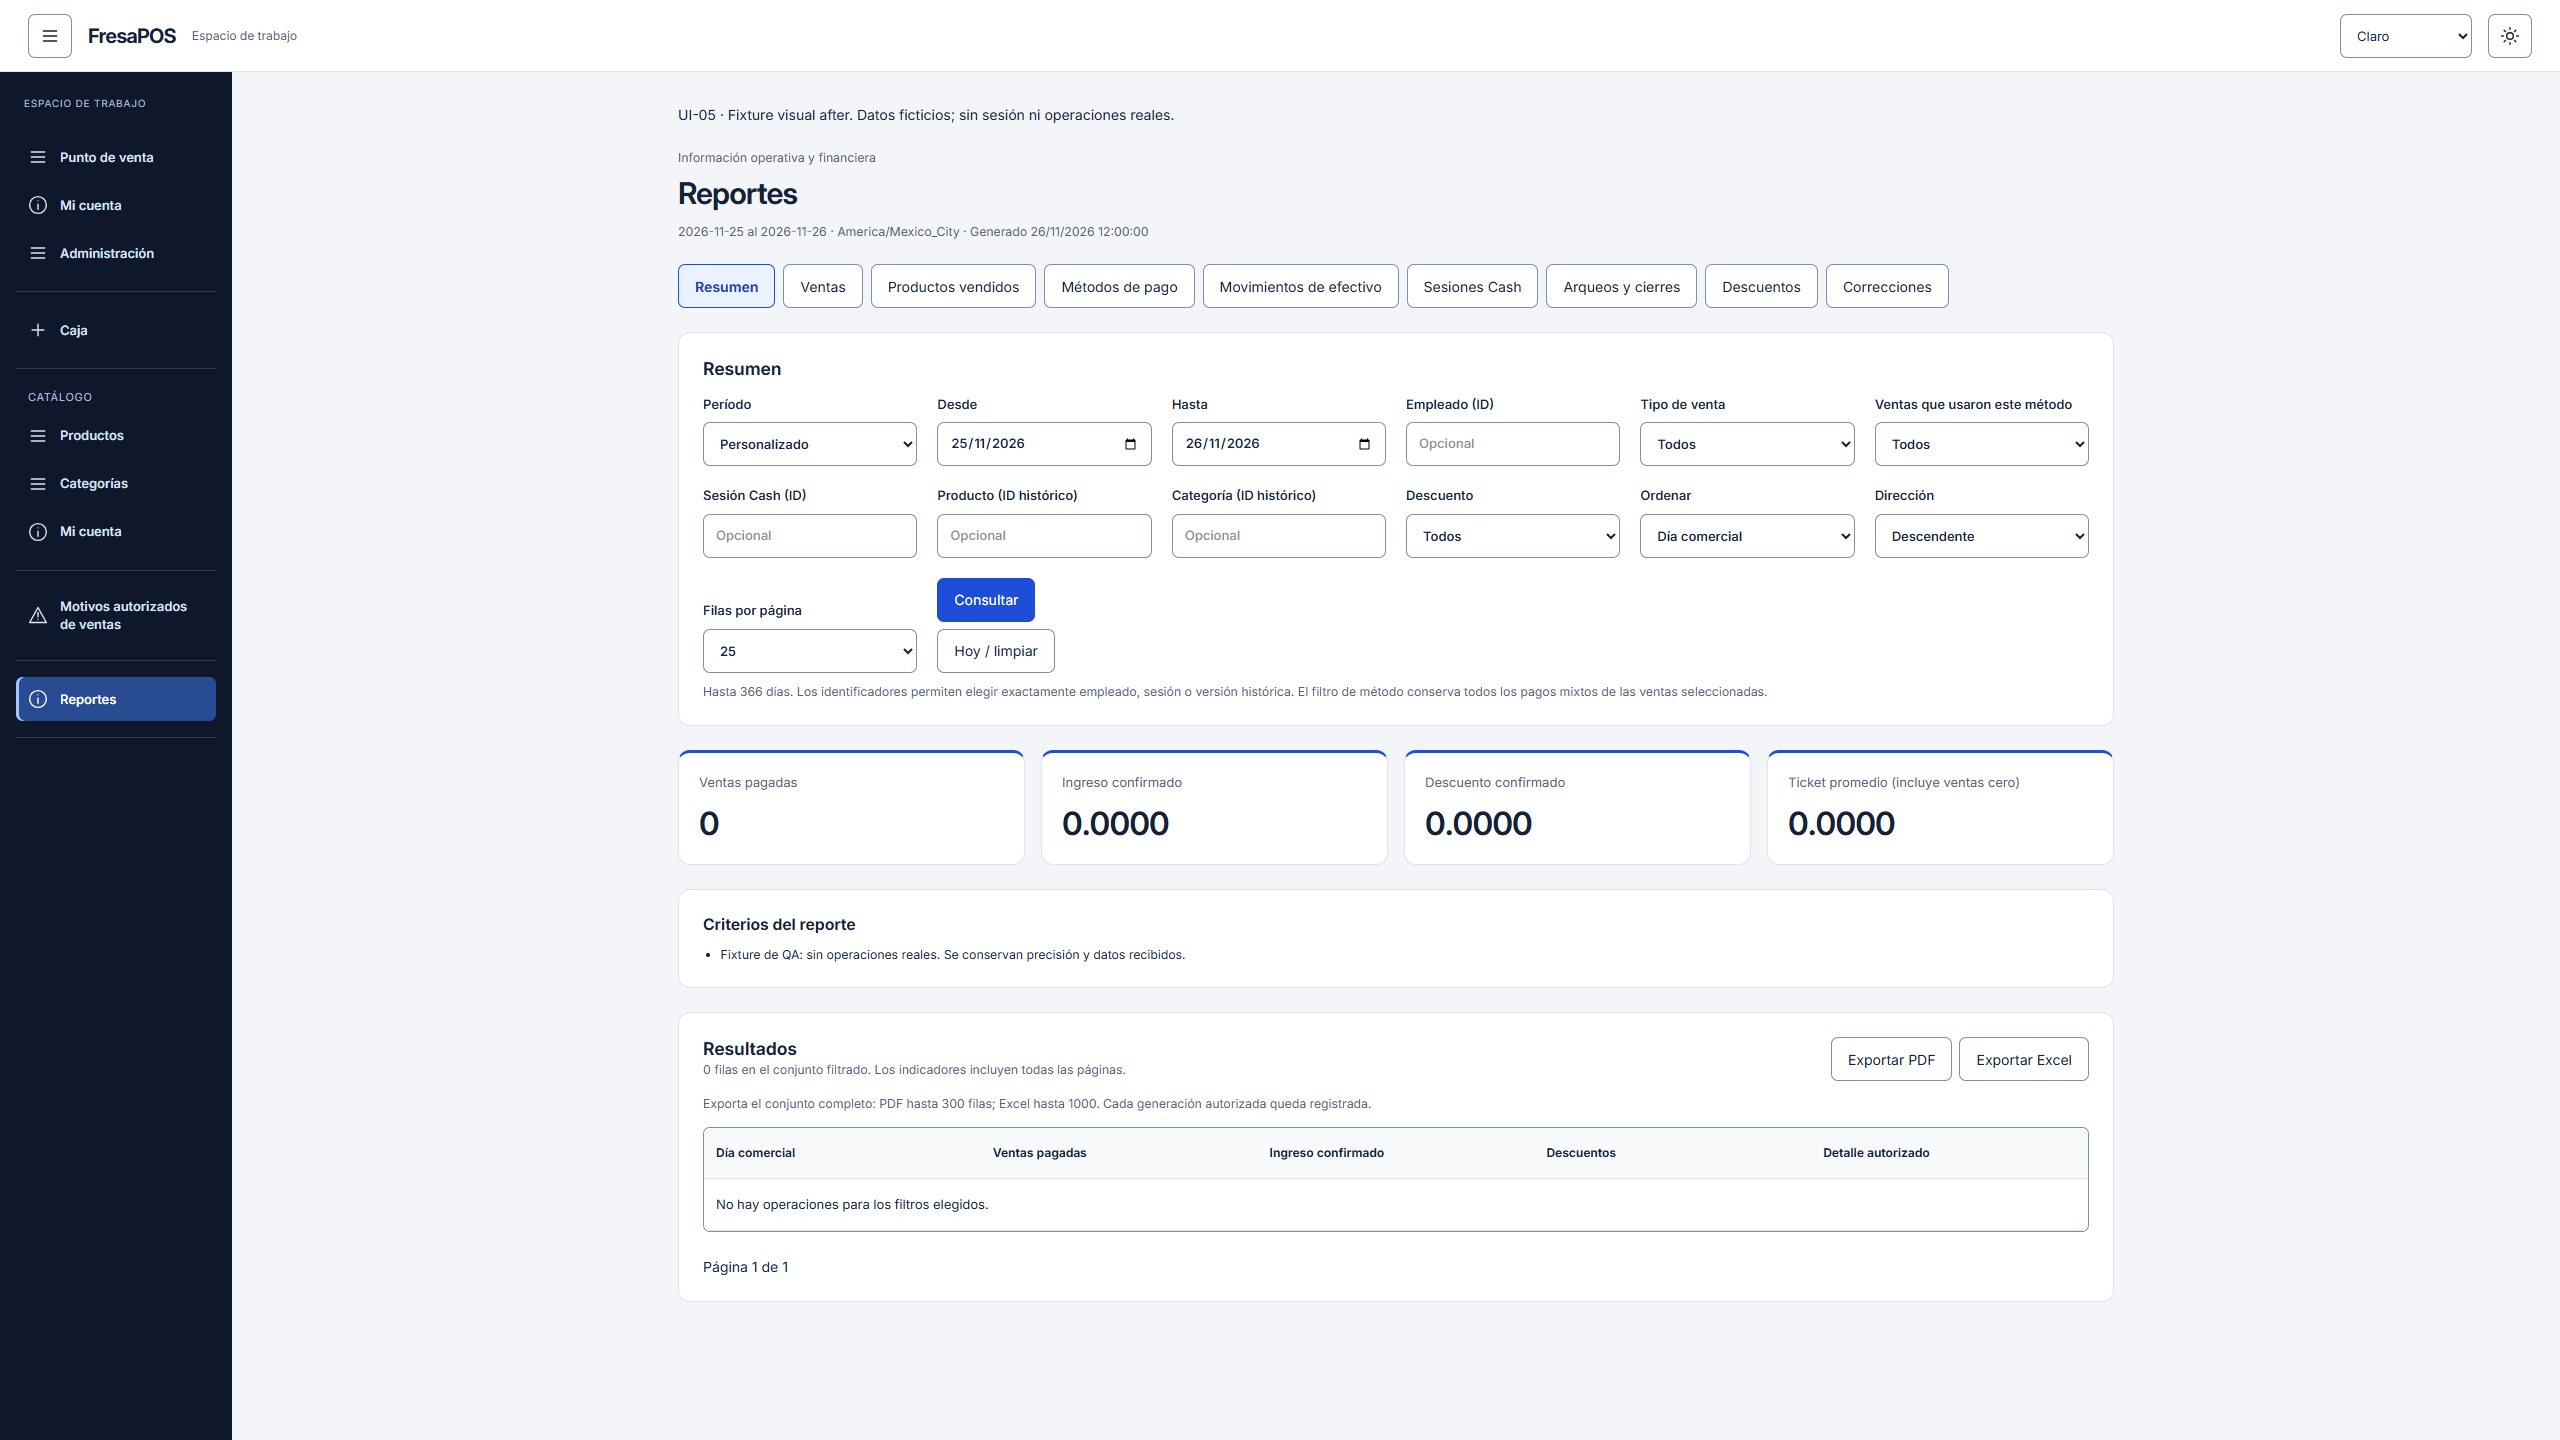 FresaPOS Espacio de trabajo
Claro
ESPACIO DE TRABAJO
Punto de venta
Mi cuenta
Administración
Caja
CATÁLOGO
Productos
Categorías
Mi cuenta
Motivos autorizados
de ventas
Reportes
UI-05 · Fixture visual after. Datos ficticios; sin sesión ni operaciones reales.
Información operativa y financiera
Reportes
2026-11-25 al 2026-11-26 · America/Mexico_City · Generado 26/11/2026 12:00:00
Resumen Ventas Productos vendidos Métodos de pago Movimientos de efectivo Sesiones Cash Arqueos y cierres Descuentos Correcciones
Resumen
Período Desde Hasta Empleado (ID) Tipo de venta Ventas que usaron este método
Personalizado 25/11/2026 26/11/2026 Opcional Todos Todos
Sesión Cash (ID) Producto (ID histórico) Categoría (ID histórico) Descuento Ordenar Dirección
Opcional Opcional Opcional Todos Día comercial Descendente
Consultar
Filas por página
25 Hoy / limpiar
Hasta 366 días. Los identificadores permiten elegir exactamente empleado, sesión o versión histórica. El filtro de método conserva todos los pagos mixtos de las ventas seleccionadas.
Ventas pagadas Ingreso confirmado Descuento confirmado Ticket promedio (incluye ventas cero)
0 0.0000 0.0000 0.0000
Criterios del reporte
• Fixture de QA: sin operaciones reales. Se conservan precisión y datos recibidos.
Resultados
0 filas en el conjunto filtrado. Los indicadores incluyen todas las páginas.
Exportar PDF Exportar Excel
Exporta el conjunto completo: PDF hasta 300 filas; Excel hasta 1000. Cada generación autorizada queda registrada.
Día comercial Ventas pagadas Ingreso confirmado Descuentos Detalle autorizado
No hay operaciones para los filtros elegidos.
Página 1 de 1